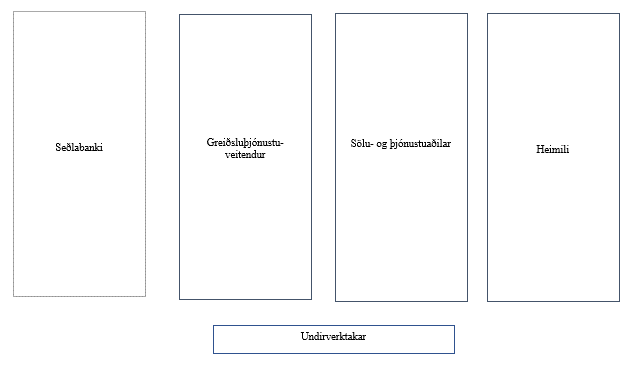 Seðlabanki
Greiðsluþjónustu-
veitendur
Sölu- og þjónustuaðilar
Heimili
Undirverktakar